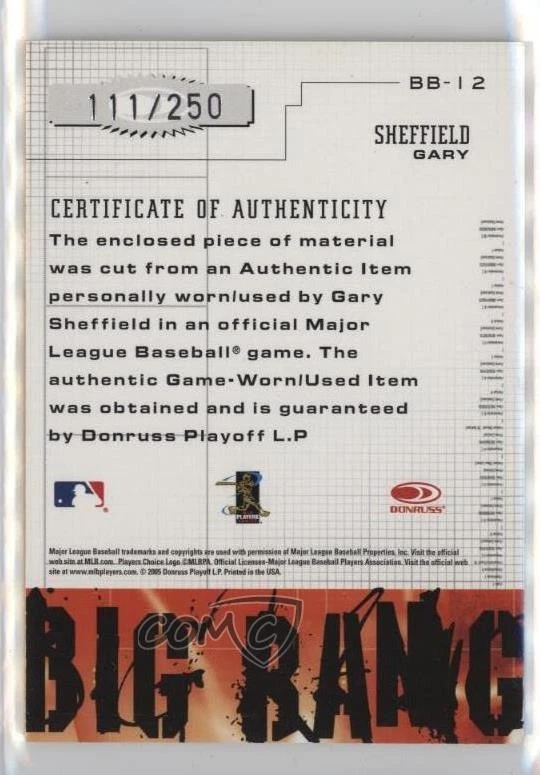 111/250
BB-12
SHEFFIELD
GARY
CERTIFICATE OF AUTHENTICITY
The enclosed piece of material
was cut from an Authentic Item
personally worn/used by Gary
Sheffield in an official Major
League Baseball® game. The
authentic Game-Worn/Used Item
was obtained and is guaranteed
by Donruss Playoff L.P
PLAYERS
DONRUSS
Major League Baseball trademarks and copyrights are used with permission of Major League Baseball Properties, Inc. Visit the official
web site at MLB.com. Players Choice Logo ©MLBPA. Official Licensee-Major League Baseball Players Association. Visit the official web
site at www.mlbplayers.com. © 2005 Donruss Playoff L.P. Printed in the USA.
COMC
BIG BANG